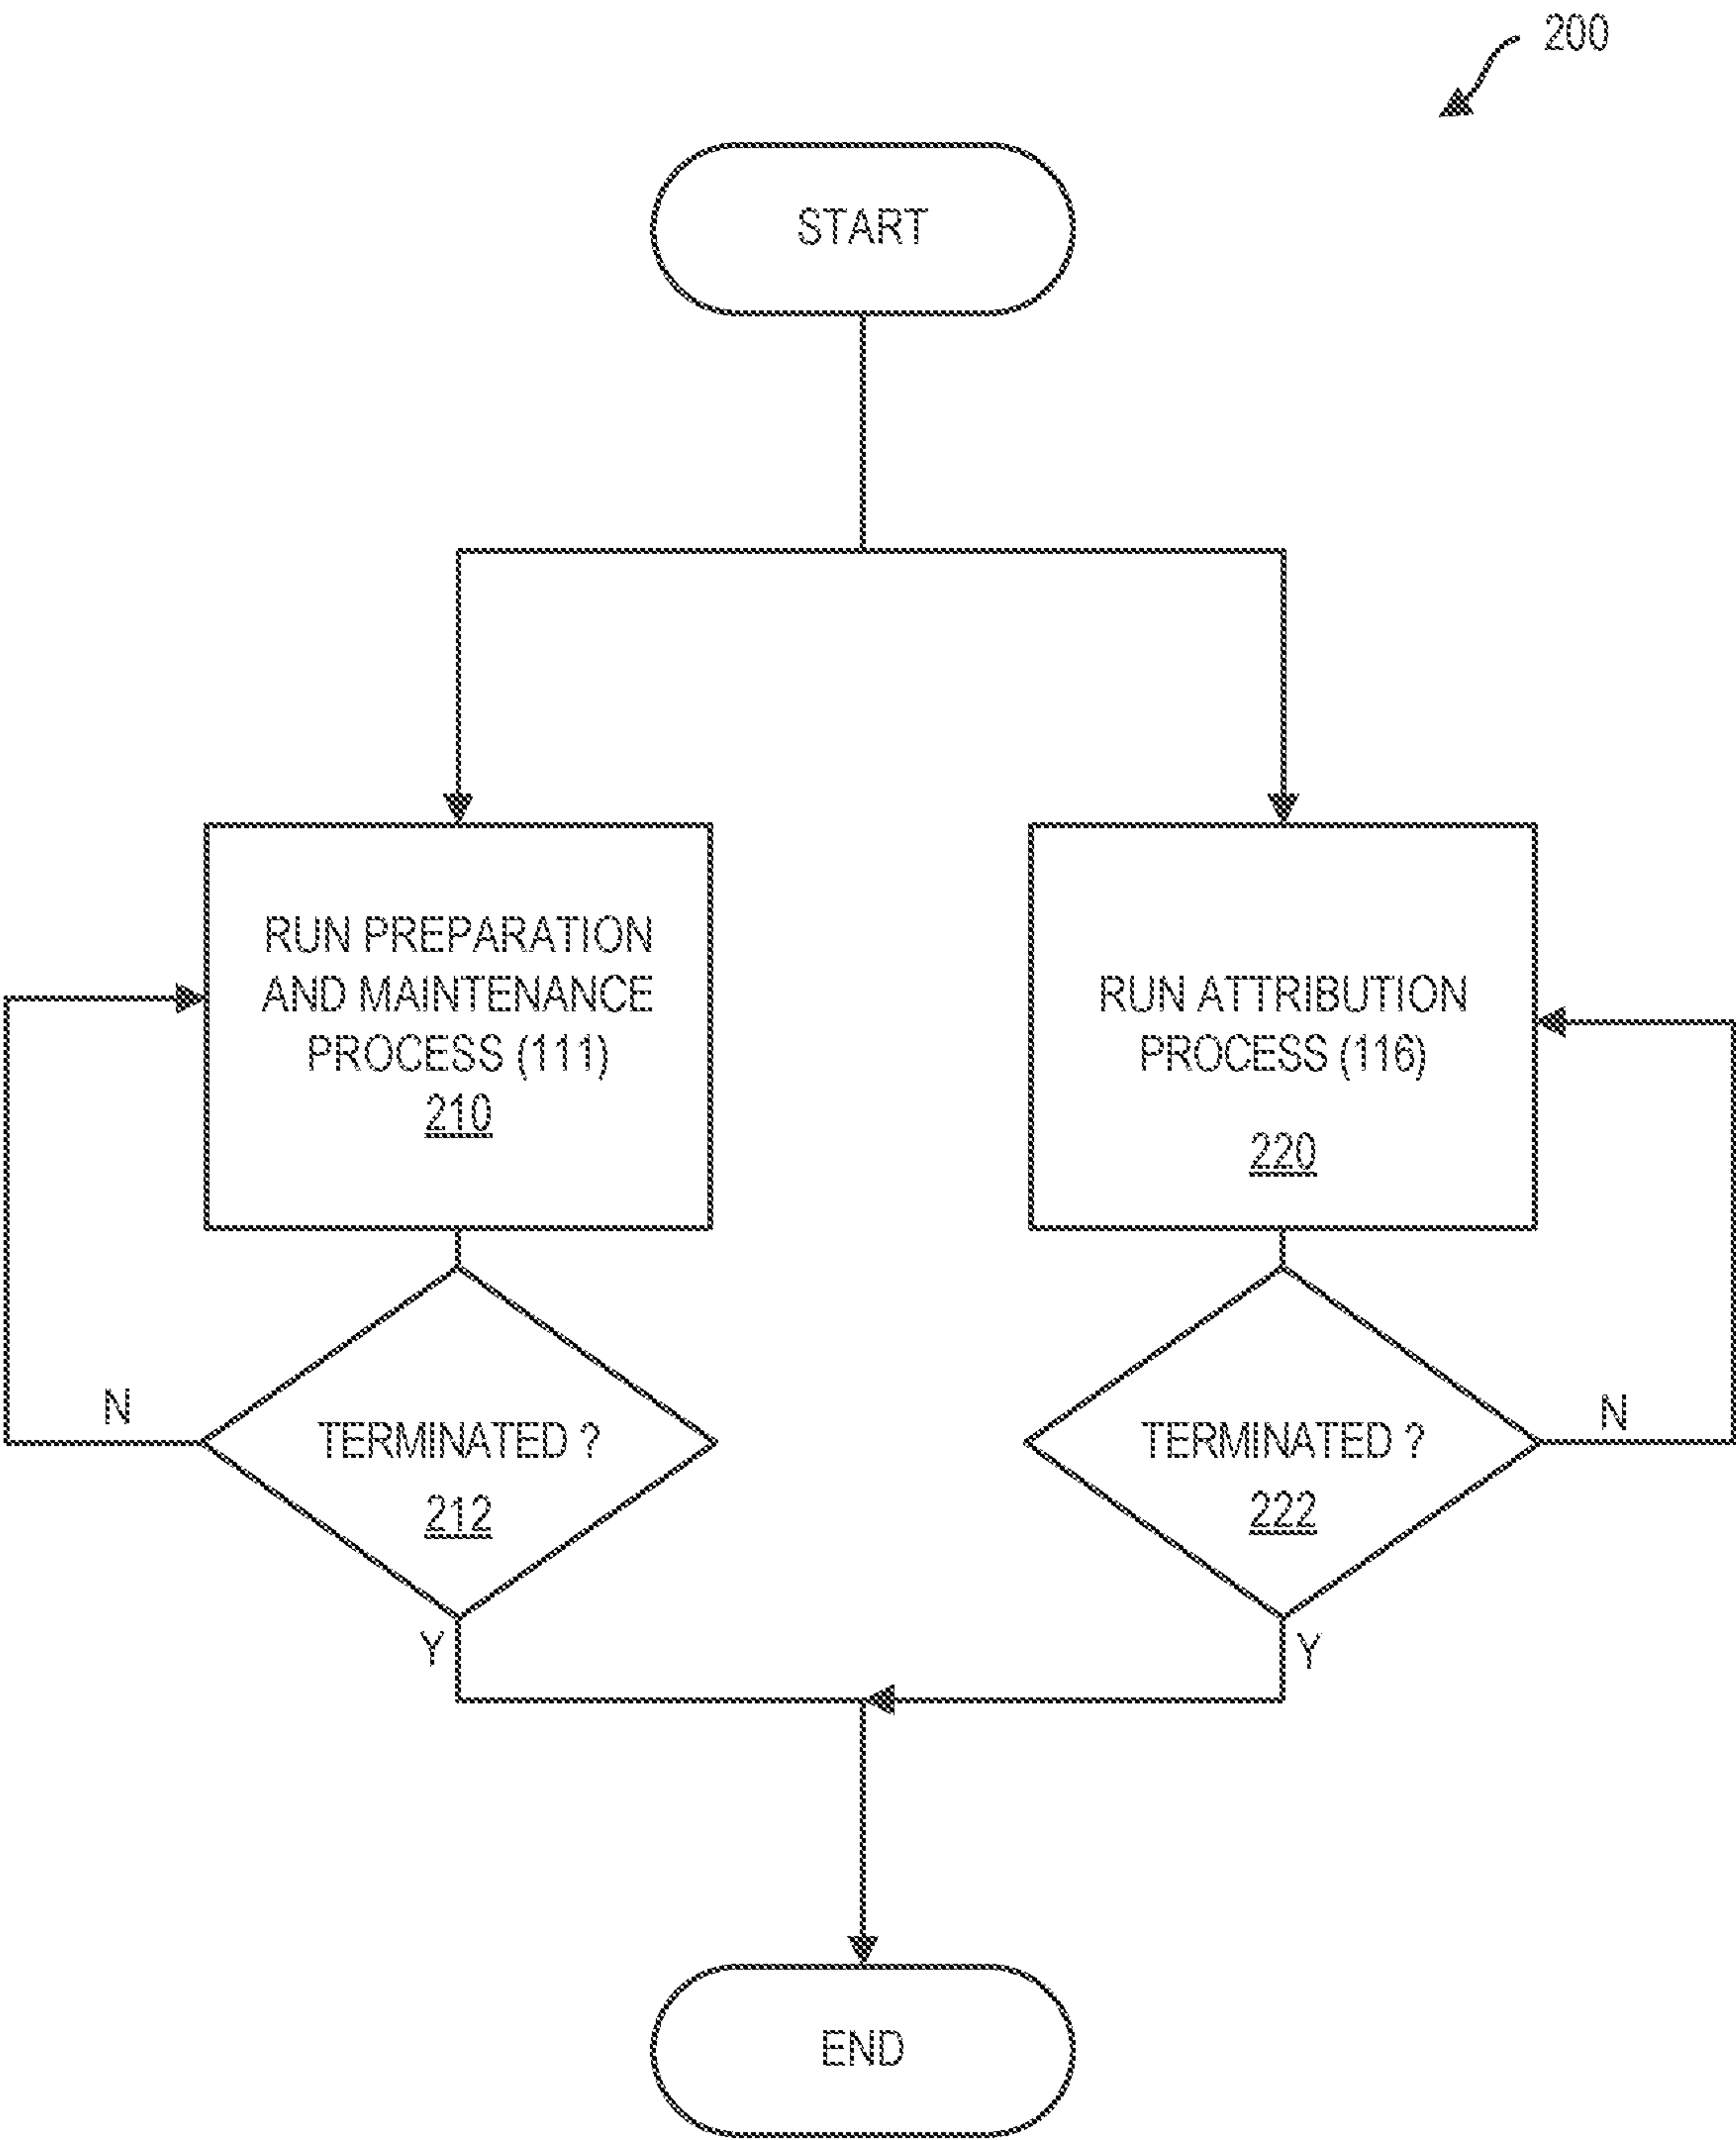 200
START
RUN PREPARATION
AND MAINTENANCE
PROCESS (111)
210
RUN ATTRIBUTION
PROCESS (116)
220
N
TERMINATED ?
212
Y
TERMINATED ?
222
N
Y
END